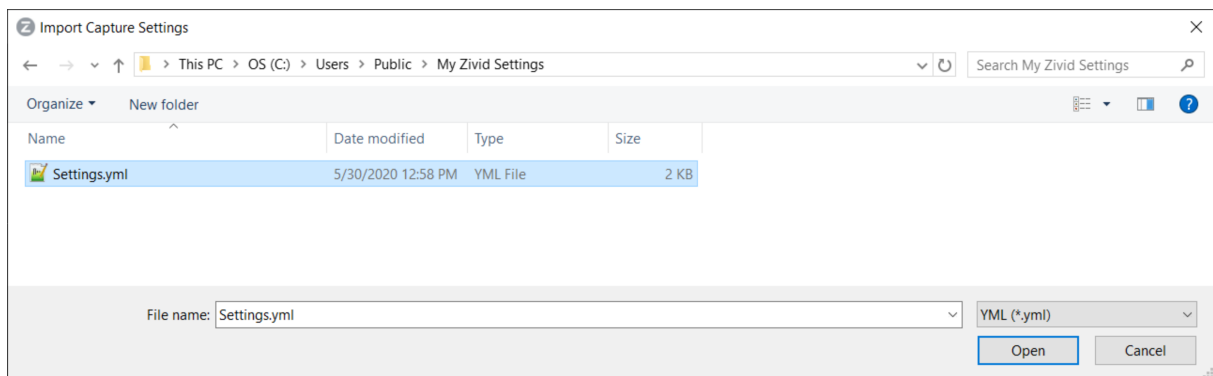 Import Capture Settings
This PC > OS (C:) > Users > Public > My Zivid Settings
Search My Zivid Settings
Organize
New folder
?
Name Date modified Type Size
Settings.yml 5/30/2020 12:58 PM YML File 2 KB
File name: Settings.yml YML (*.yml)
Open Cancel